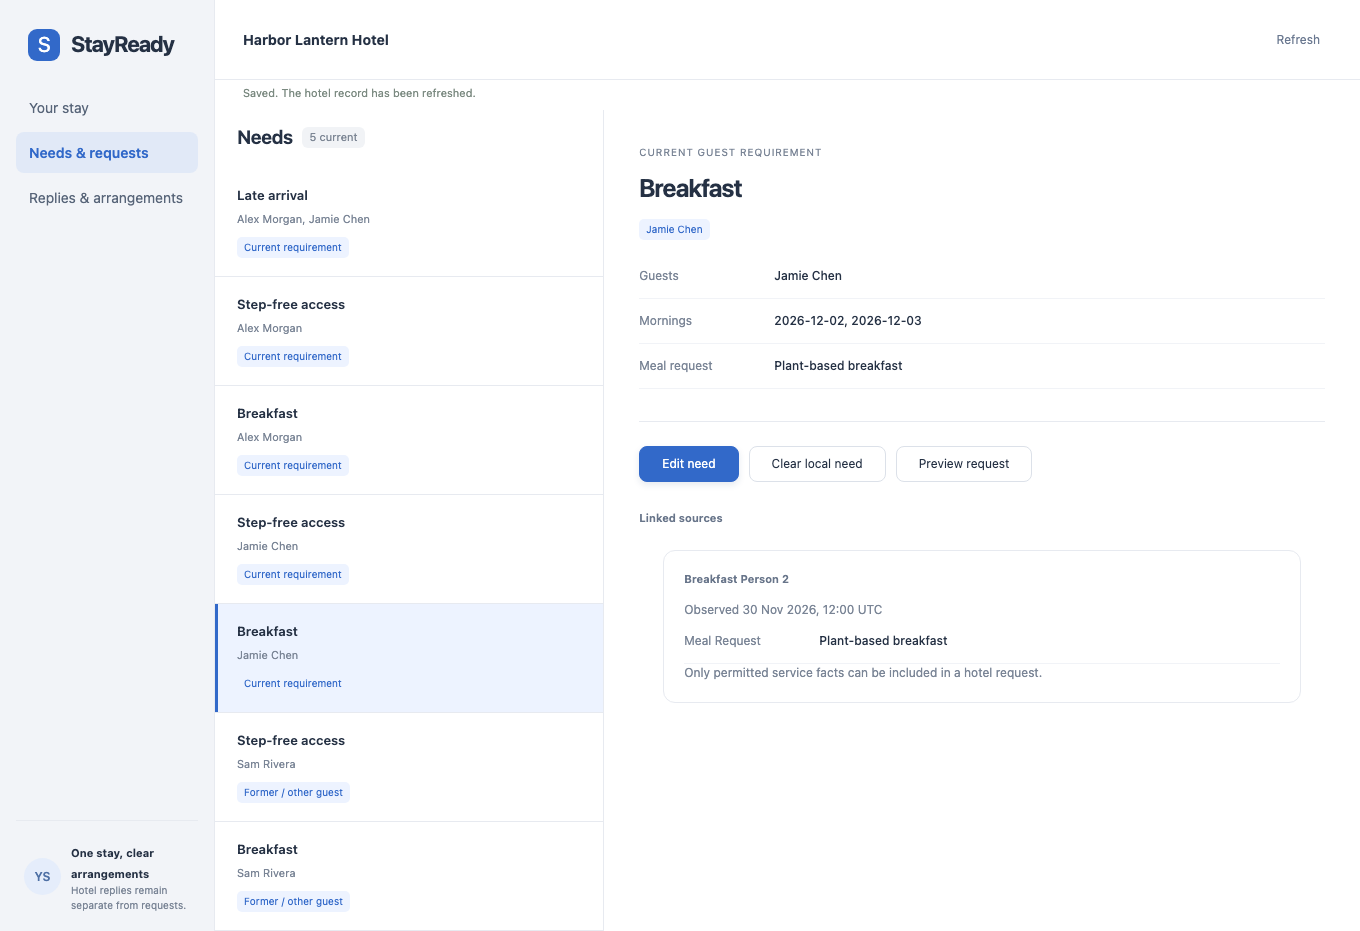 S StayReady
Your stay
Needs & requests
Replies & arrangements
YS
One stay, clear
arrangements
Hotel replies remain
separate from requests.
Harbor Lantern Hotel
Refresh
Saved. The hotel record has been refreshed.
Needs 5 current
Late arrival
Alex Morgan, Jamie Chen
Current requirement
Step-free access
Alex Morgan
Current requirement
Breakfast
Alex Morgan
Current requirement
Step-free access
Jamie Chen
Current requirement
Breakfast
Jamie Chen
Current requirement
Step-free access
Sam Rivera
Former / other guest
Breakfast
Sam Rivera
Former / other guest
CURRENT GUEST REQUIREMENT
Breakfast
Jamie Chen
Guests Jamie Chen
Mornings 2026-12-02, 2026-12-03
Meal request Plant-based breakfast
Edit need Clear local need Preview request
Linked sources
Breakfast Person 2
Observed 30 Nov 2026, 12:00 UTC
Meal Request Plant-based breakfast
Only permitted service facts can be included in a hotel request.